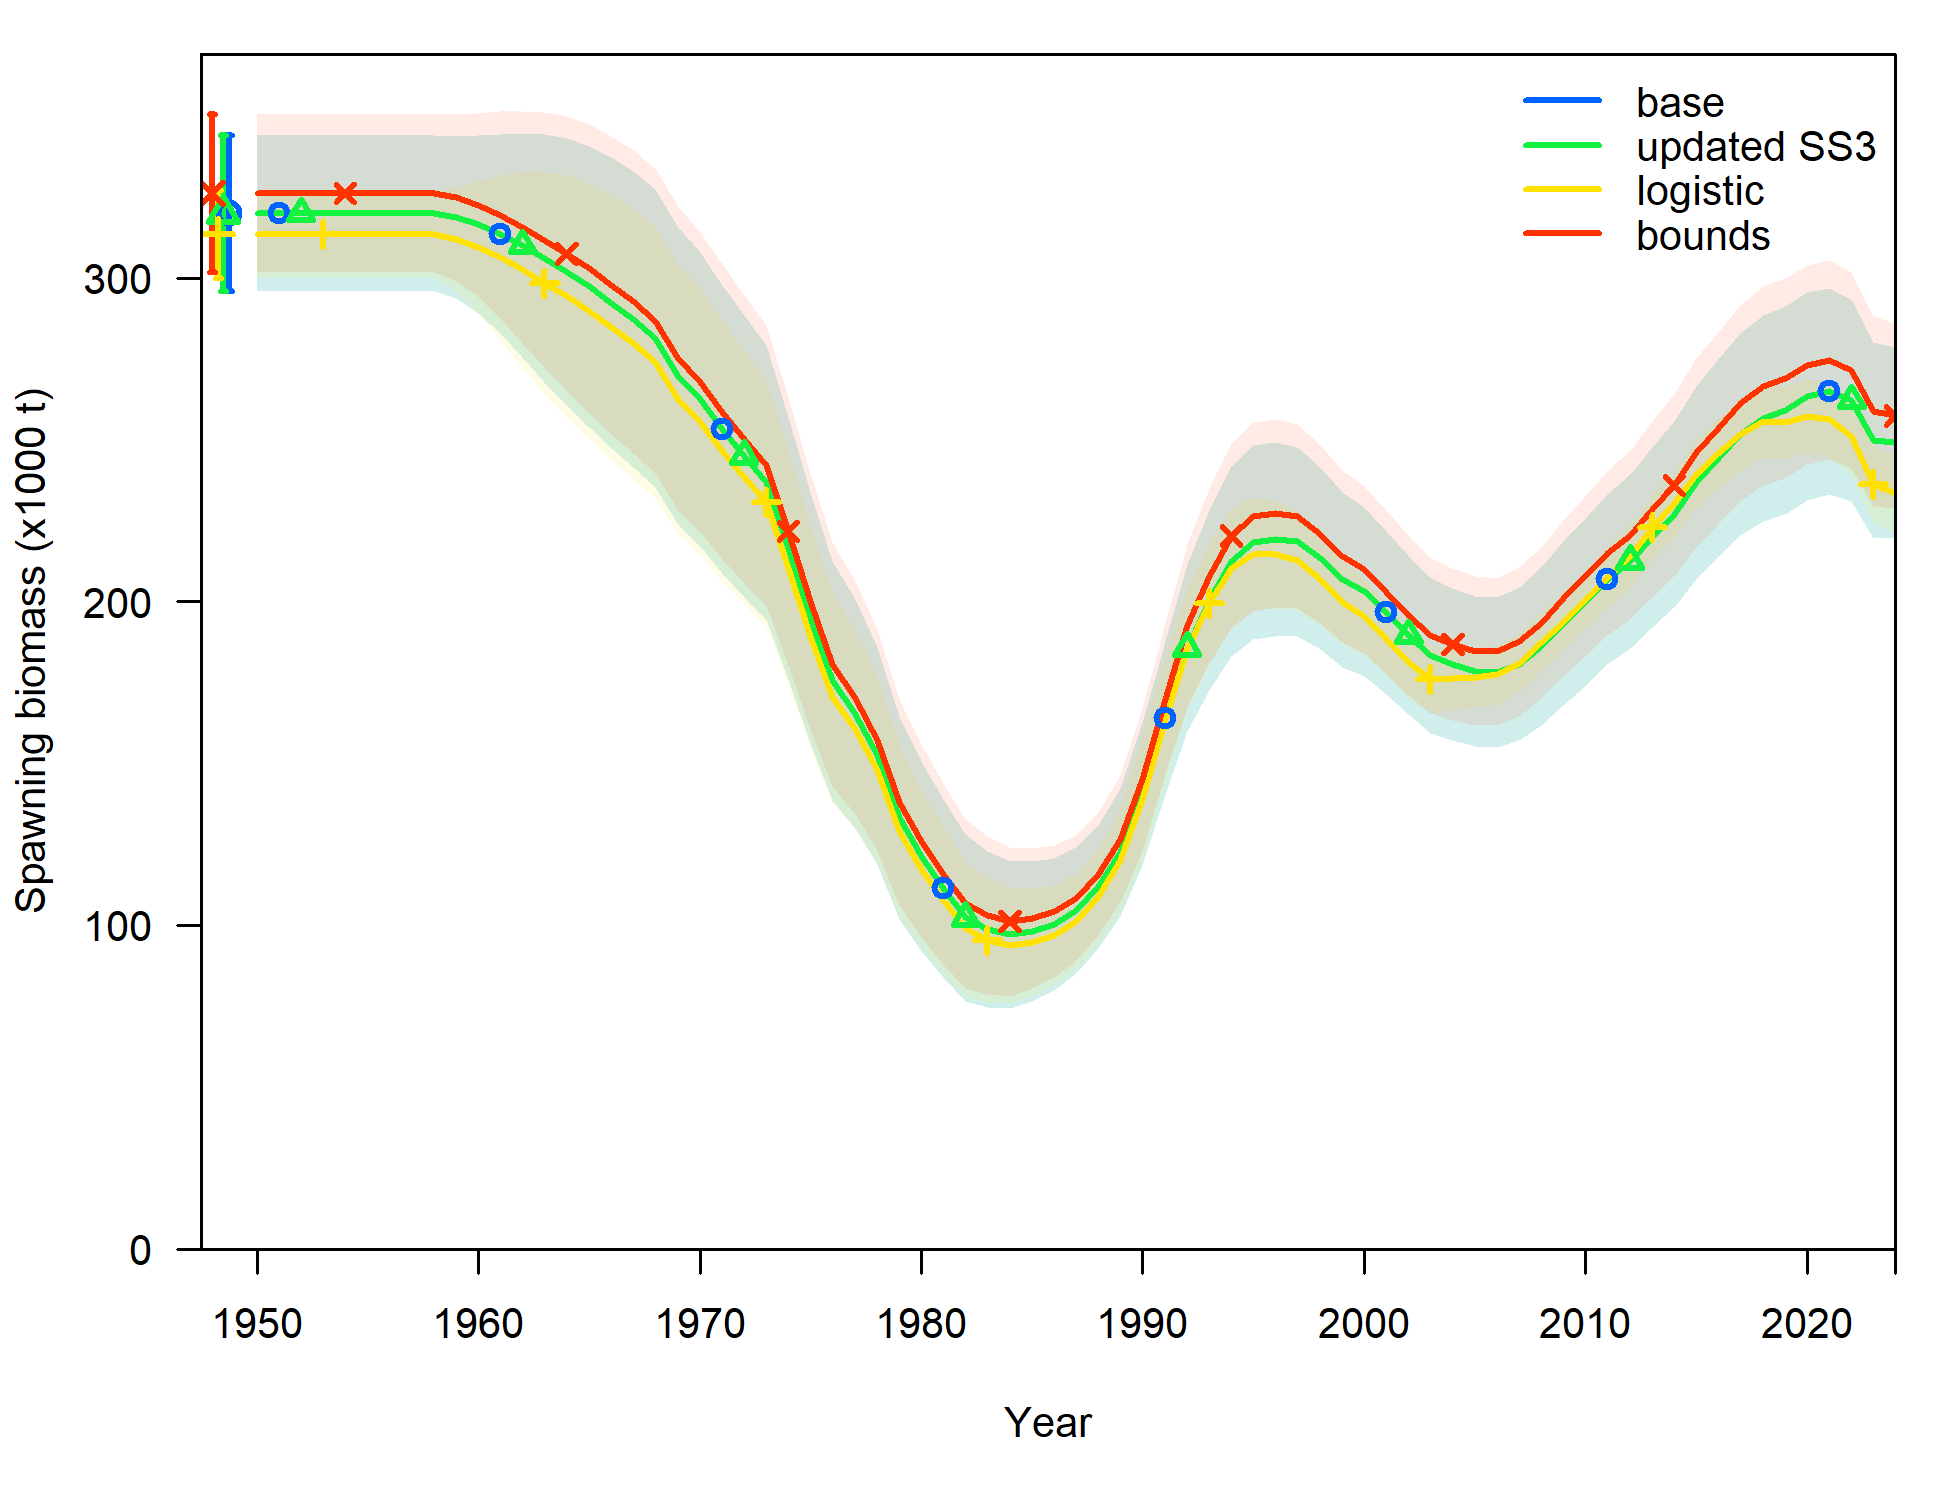 base
updated SS3
logistic
bounds
Spawning biomass (x1000 t)
300
200
100
0
1950 1960 1970 1980 1990 2000 2010 2020
Year